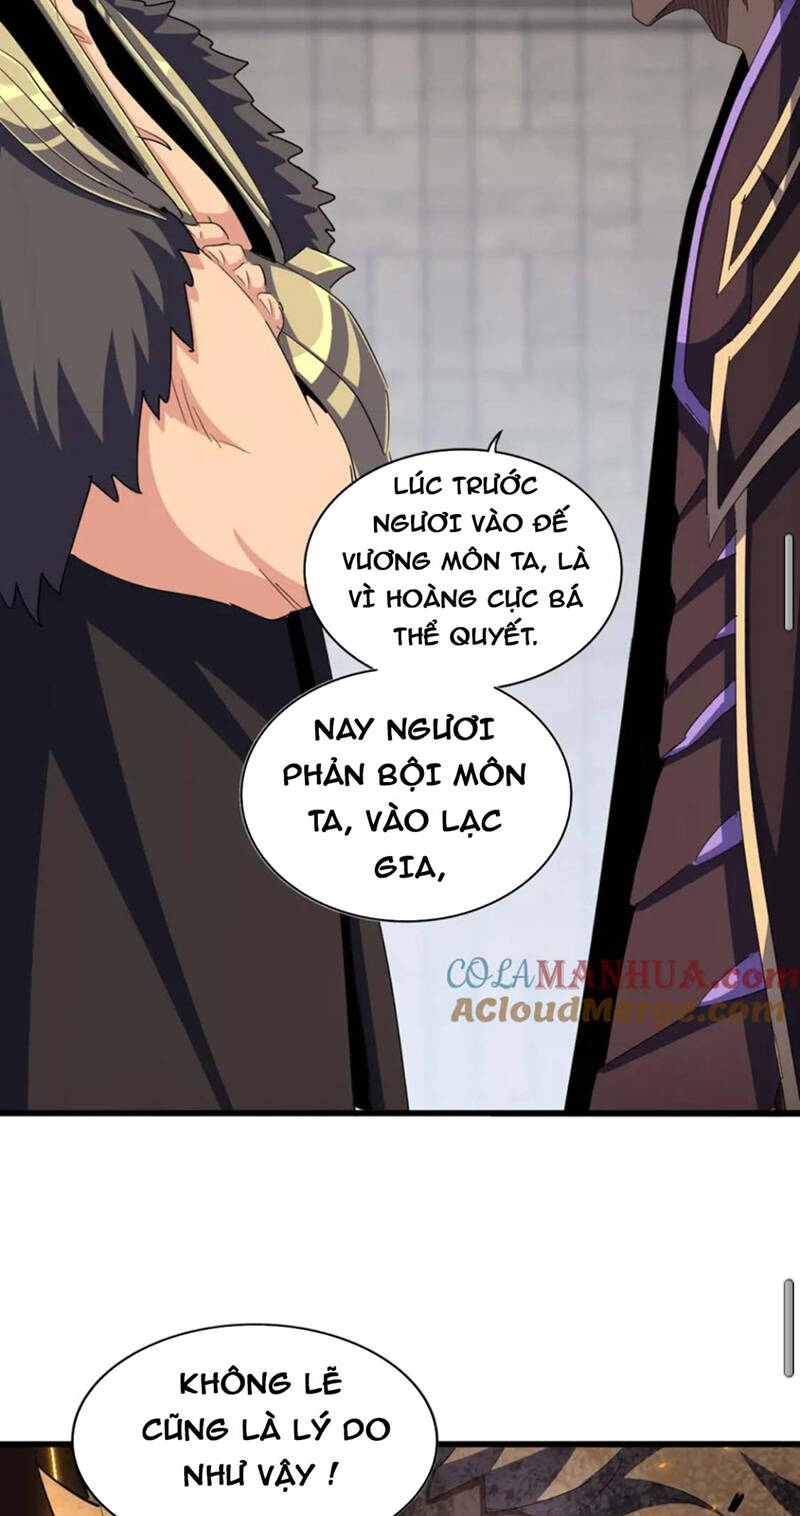 LÚC TRƯỚC
NGƯƠI VÀO ĐẾ
VƯƠNG MÔN TA, LÀ
VÌ HOÀNG CỰC BÁ
THỂ QUYẾT.
NAY NGƯƠI
PHẢN BỘI MÔN
TA, VÀO LẠC
GIA,
COLAMANHUA.com
ACloudMerge.com
KHÔNG LẼ
CŨNG LÀ LÝ DO
NHƯ VẬY !